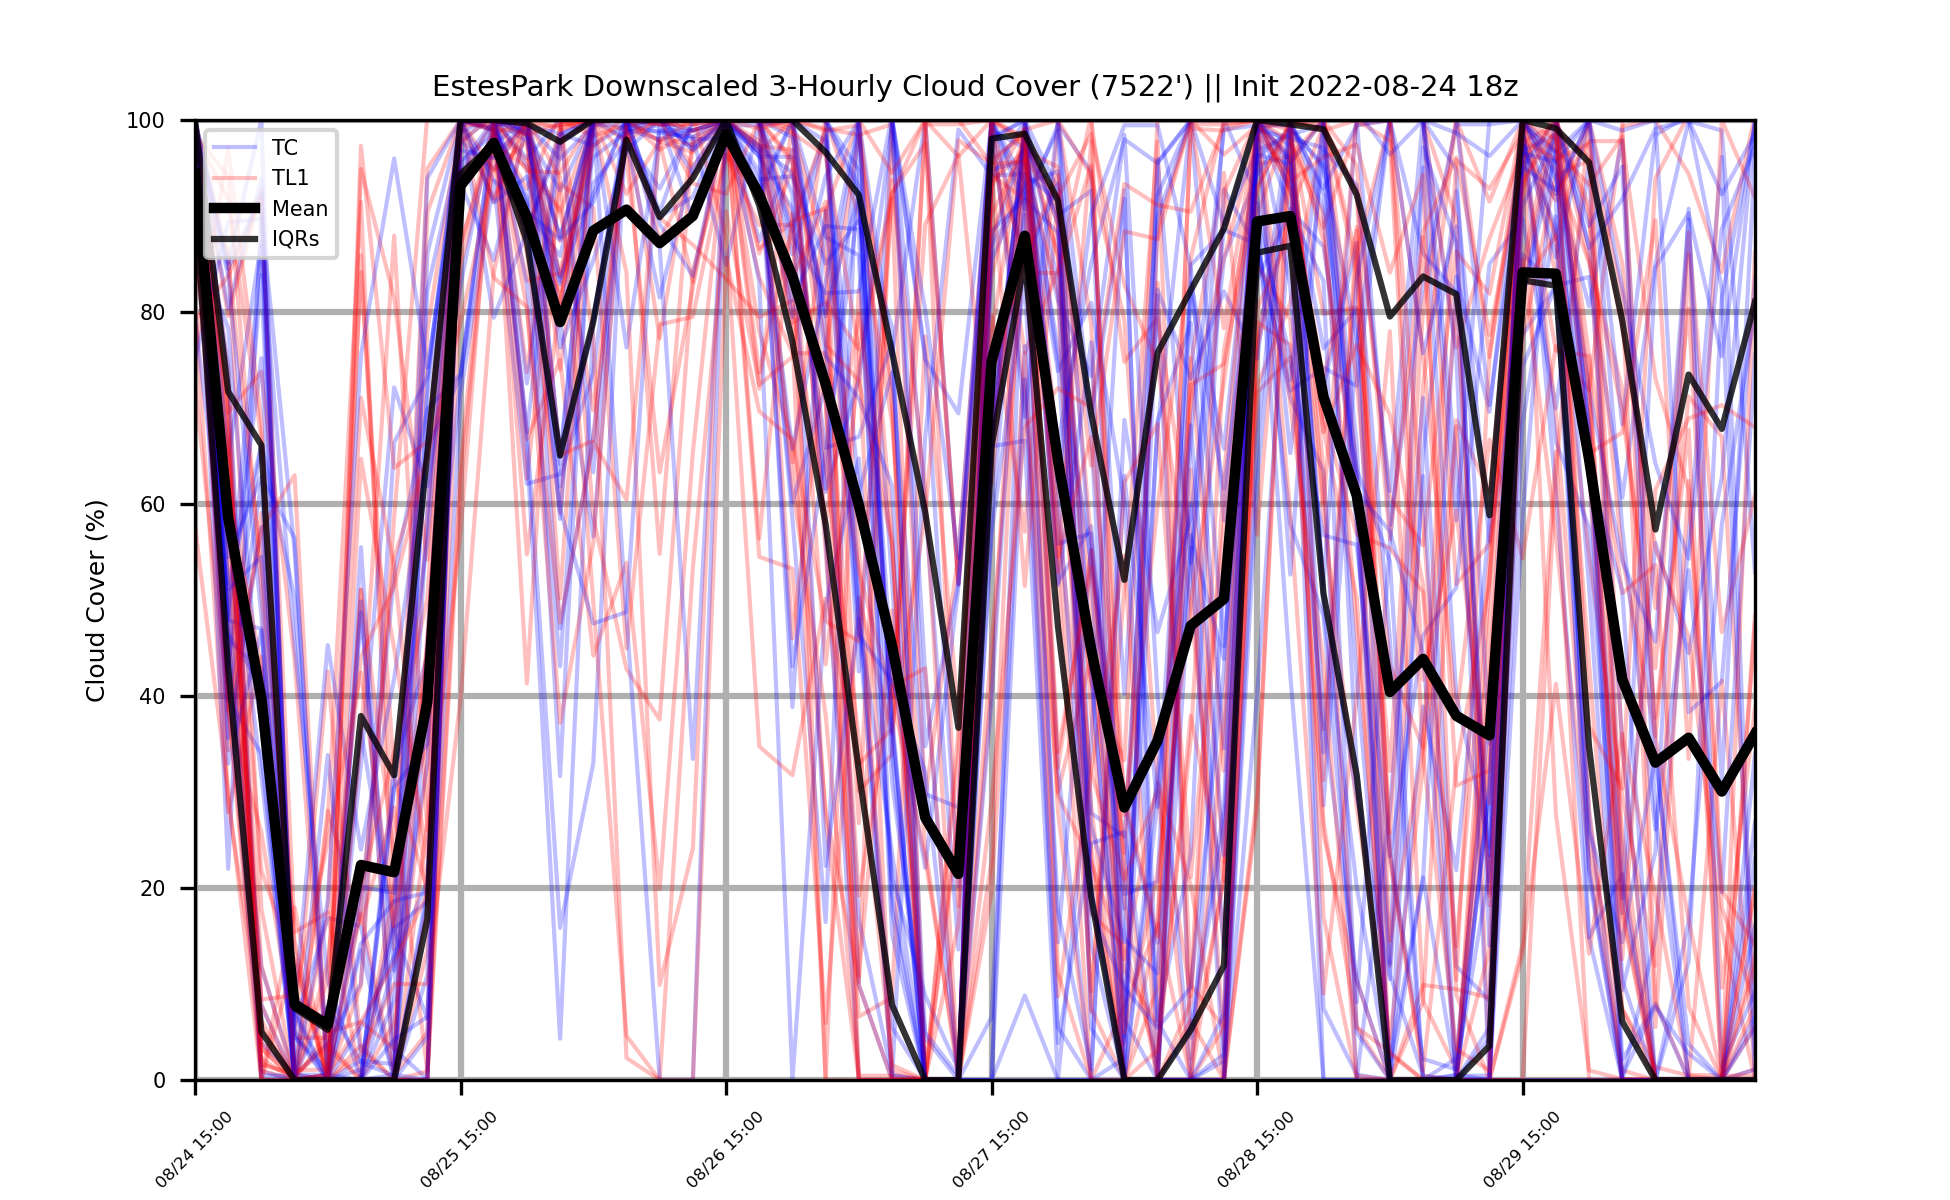 EstesPark Downscaled 3-Hourly Cloud Cover (7522') || Init 2022-08-24 18z
Cloud Cover (%)
100
80
60
40
20
0
TC
TL1
Mean
IQRs
08/24 15:00
08/25 15:00
08/26 15:00
08/27 15:00
08/28 15:00
08/29 15:00